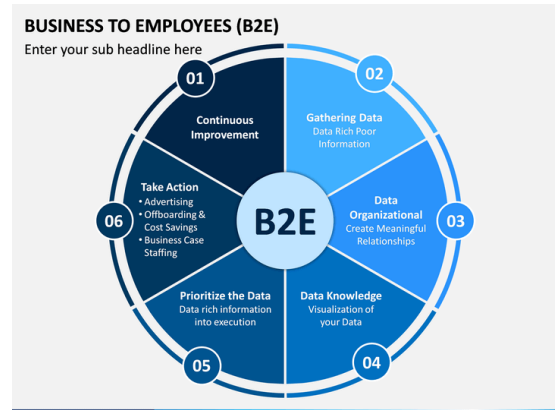 BUSINESS TO EMPLOYEES (B2E)
Enter your sub headline here
01
Continuous
Improvement
02
Gathering Data
Data Rich Poor
Information
03
Data
Organizational
Create Meaningful
Relationships
04
Data Knowledge
Visualization of
your Data
05
Prioritize the Data
Data rich information
into execution
06
Take Action
• Advertising
• Offboarding &
Cost Savings
• Business Case
Staffing
B2E